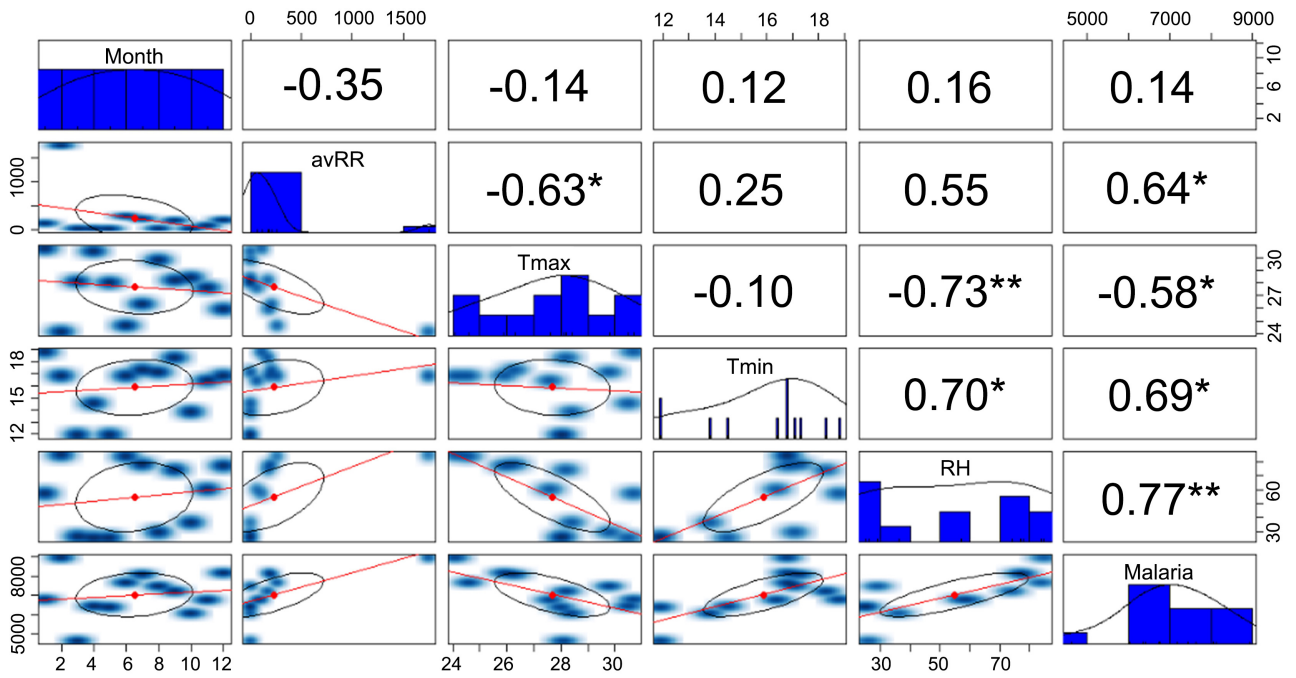 0 500 1000 1500 12 14 16 18 5000 7000 9000
Month -0.35 -0.14 0.12 0.16 0.14 2 6 10
0 1000 avRR -0.63* 0.25 0.55 0.64*
Tmax -0.10 -0.73** -0.58* 24 27 30
12 15 18 Tmin 0.70* 0.69*
RH 0.77** 30 60
5000 8000 Malaria
2 4 6 8 10 12 24 26 28 30 30 50 70